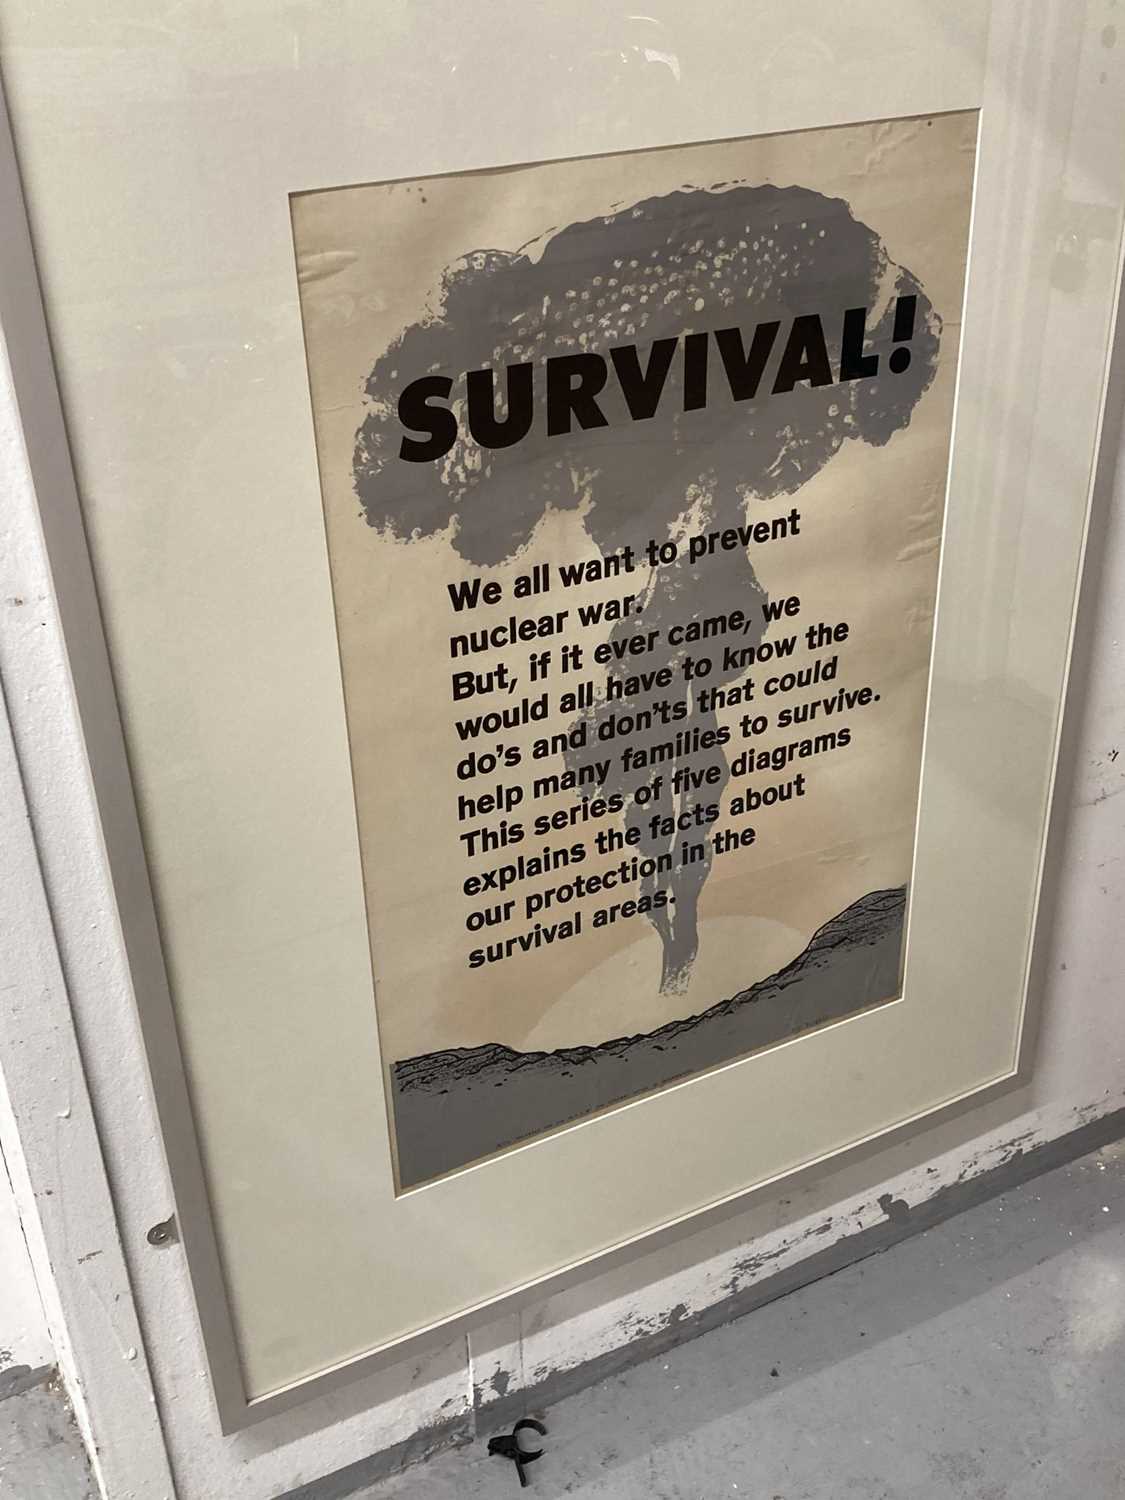 SURVIVAL!
We all want to prevent
nuclear war.
But, if it ever came, we
would all have to know the
do's and don'ts that could
help many families to survive.
This series of five diagrams
explains the facts about
our protection in the
survival areas.